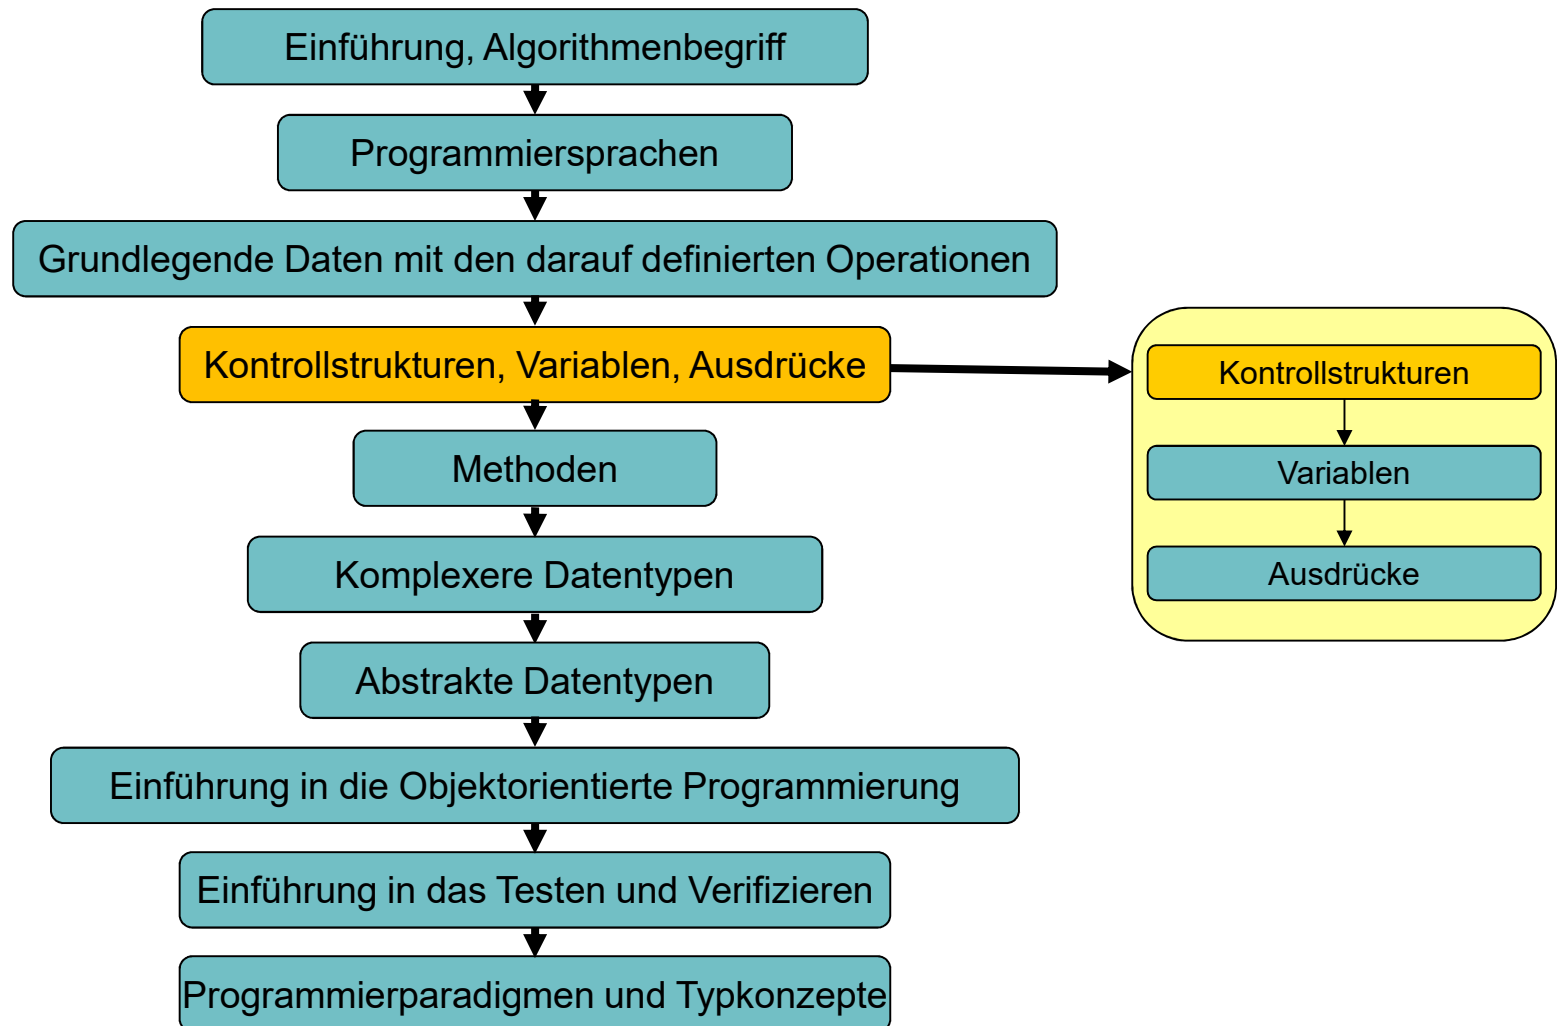 Einführung, Algorithmenbegriff
Programmiersprachen
Grundlegende Daten mit den darauf definierten Operationen
Kontrollstrukturen, Variablen, Ausdrücke
Methoden
Komplexere Datentypen
Abstrakte Datentypen
Einführung in die Objektorientierte Programmierung
Einführung in das Testen und Verifizieren
Programmierparadigmen und Typkonzepte
Kontrollstrukturen
Variablen
Ausdrücke